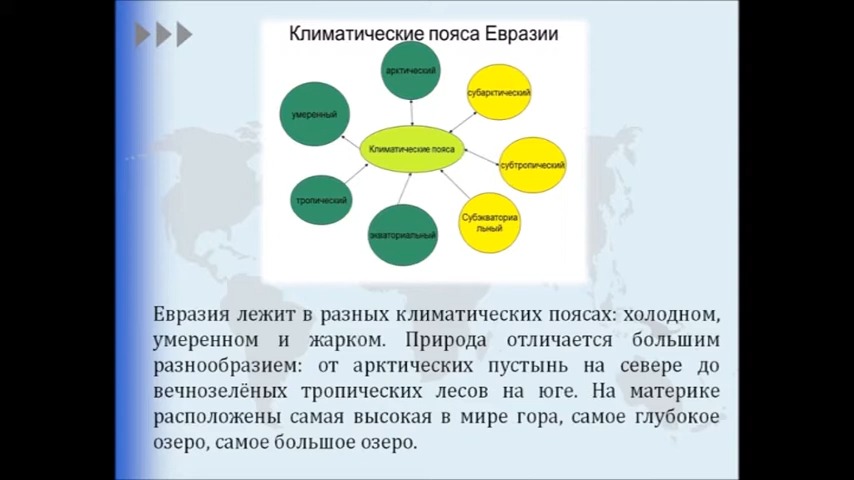 Климатические пояса Евразии
арктический
субарктический
умеренный
Климатические пояса
субтропический
тропический
Субэкваториа
льный
экваториальный
Евразия лежит в разных климатических поясах: холодном,
умеренном и жарком. Природа отличается большим
разнообразием: от арктических пустынь на севере до
вечнозелёных тропических лесов на юге. На материке
расположены самая высокая в мире гора, самое глубокое
озеро, самое большое озеро.